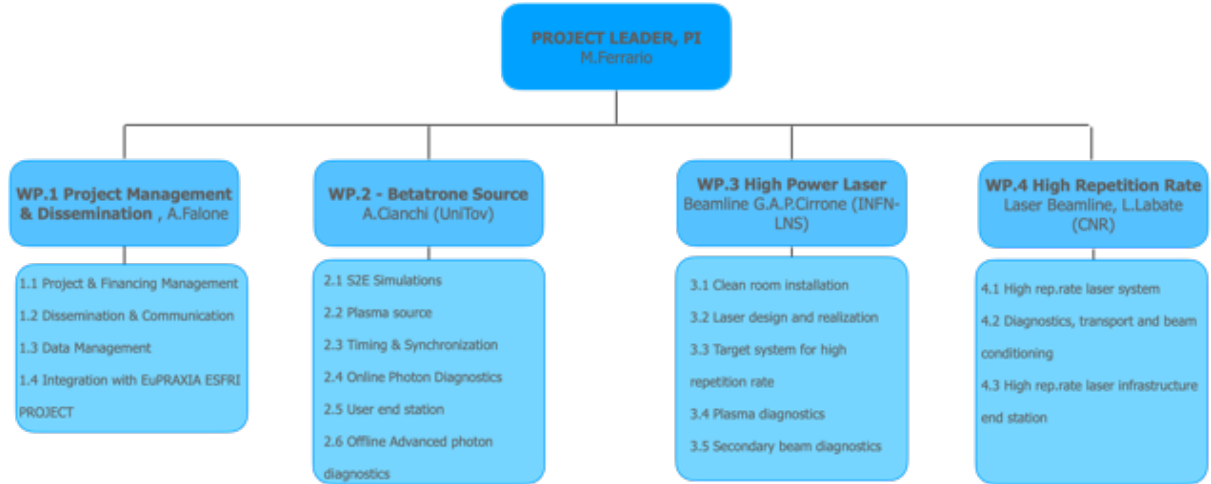 PROJECT LEADER, PI
M.Ferrario
WP.1 Project Management
& Dissemination , A.Falone
1.1 Project & Financing Management
1.2 Dissemination & Communication
1.3 Data Management
1.4 Integration with EuPRAXIA ESFRI
PROJECT
WP.2 - Betatrone Source
A.Cianchi (UniTov)
2.1 S2E Simulations
2.2 Plasma source
2.3 Timing & Synchronization
2.4 Online Photon Diagnostics
2.5 User end station
2.6 Offline Advanced photon
diagnostics
WP.3 High Power Laser
Beamline G.A.P.Cirrone (INFN-
LNS)
3.1 Clean room installation
3.2 Laser design and realization
3.3 Target system for high
repetition rate
3.4 Plasma diagnostics
3.5 Secondary beam diagnostics
WP.4 High Repetition Rate
Laser Beamline, L.Labate
(CNR)
4.1 High rep.rate laser system
4.2 Diagnostics, transport and beam
conditioning
4.3 High rep.rate laser infrastructure
end station